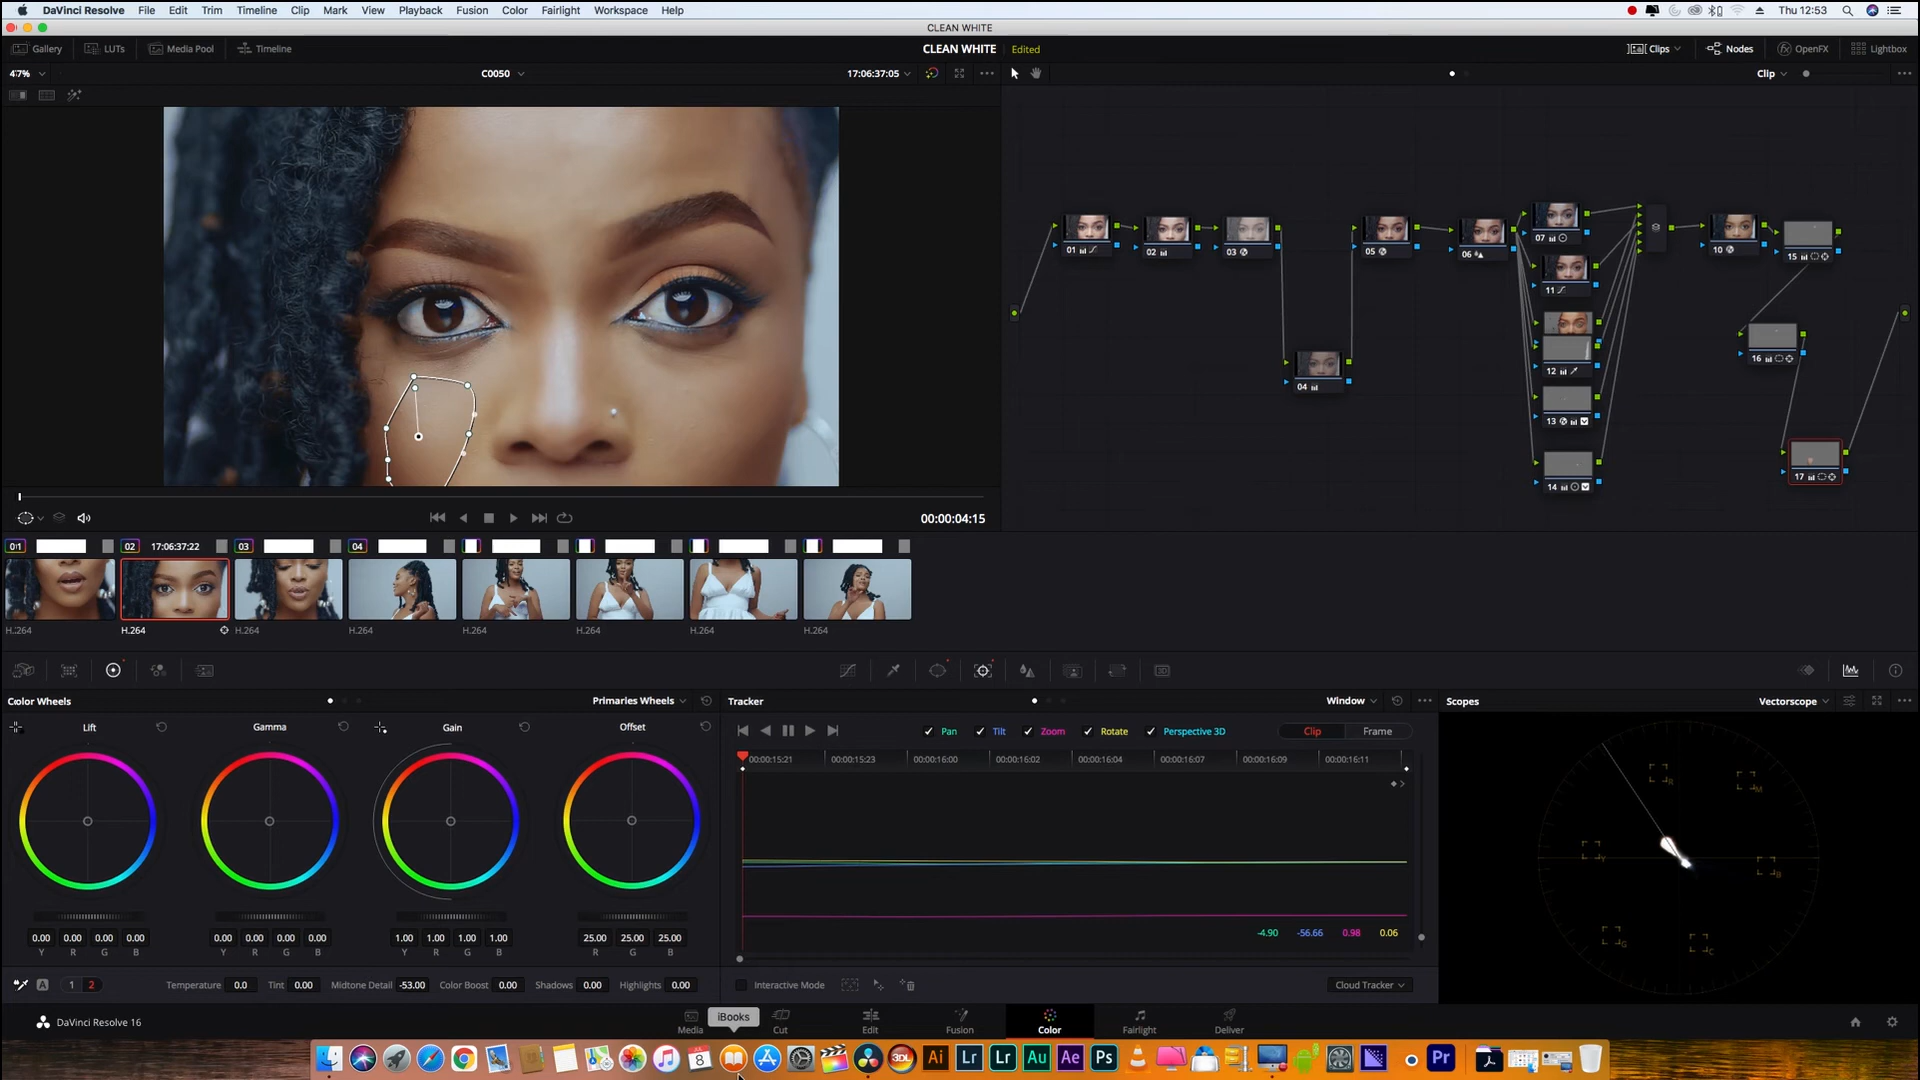 DaVinci Resolve File Edit Trim Timeline Clip Mark View Playback Fusion Color Fairlight Workspace Help Thu 12:53
CLEAN WHITE
Gallery LUTs Media Pool Timeline CLEAN WHITE Edited Clips Nodes OpenFX Lightbox
47% C0050 17:06:37:05 Clip
01 02 03 05 06 07 10 15
11
16
12
04
13
17
14
00:00:04:15
01 02 17:06:37:22 03 04
H.264 H.264 H.264 H.264 H.264 H.264 H.264 H.264
Color Wheels Primaries Wheels Tracker Window Scopes Vectorscope
Lift Gamma Gain Offset Pan Tilt Zoom Rotate Perspective 3D Clip Frame
00:00:15:21 00:00:15:23 00:00:16:00 00:00:16:02 00:00:16:04 00:00:16:07 00:00:16:09 00:00:16:11
R M
Y B
G C
0.00 0.00 0.00 0.00 0.00 0.00 0.00 0.00 1.00 1.00 1.00 1.00 25.00 25.00 25.00 -4.90 -56.66 0.98 0.06
Y R G B Y R G B Y R G B R G B
A 1 2 Temperature 0.0 Tint 0.00 Midtone Detail -53.00 Color Boost 0.00 Shadows 0.00 Highlights 0.00 Interactive Mode Cloud Tracker
DaVinci Resolve 16 Media iBooks Cut Edit Fusion Color Fairlight Deliver
8 3DL Ai Lr Lr Au Ae Ps Pr